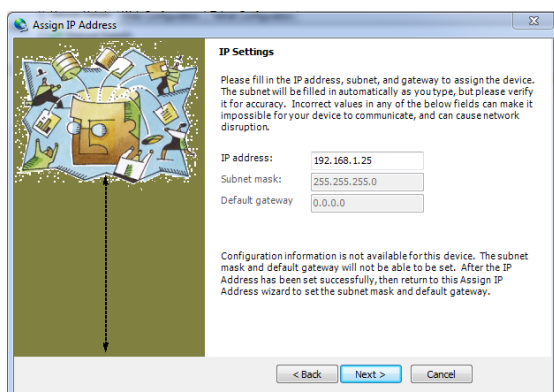 Assign IP Address
IP Settings
Please fill in the IP address, subnet, and gateway to assign the device.
The subnet will be filled in automatically as you type, but please verify
it for accuracy. Incorrect values in any of the below fields can make it
impossible for your device to communicate, and can cause network
disruption.
IP address: 192.168.1.25
Subnet mask: 255.255.255.0
Default gateway 0.0.0.0
Configuration information is not available for this device. The subnet
mask and default gateway will not be able to be set. After the IP
Address has been set successfully, then return to this Assign IP
Address wizard to set the subnet mask and default gateway.
< Back Next > Cancel